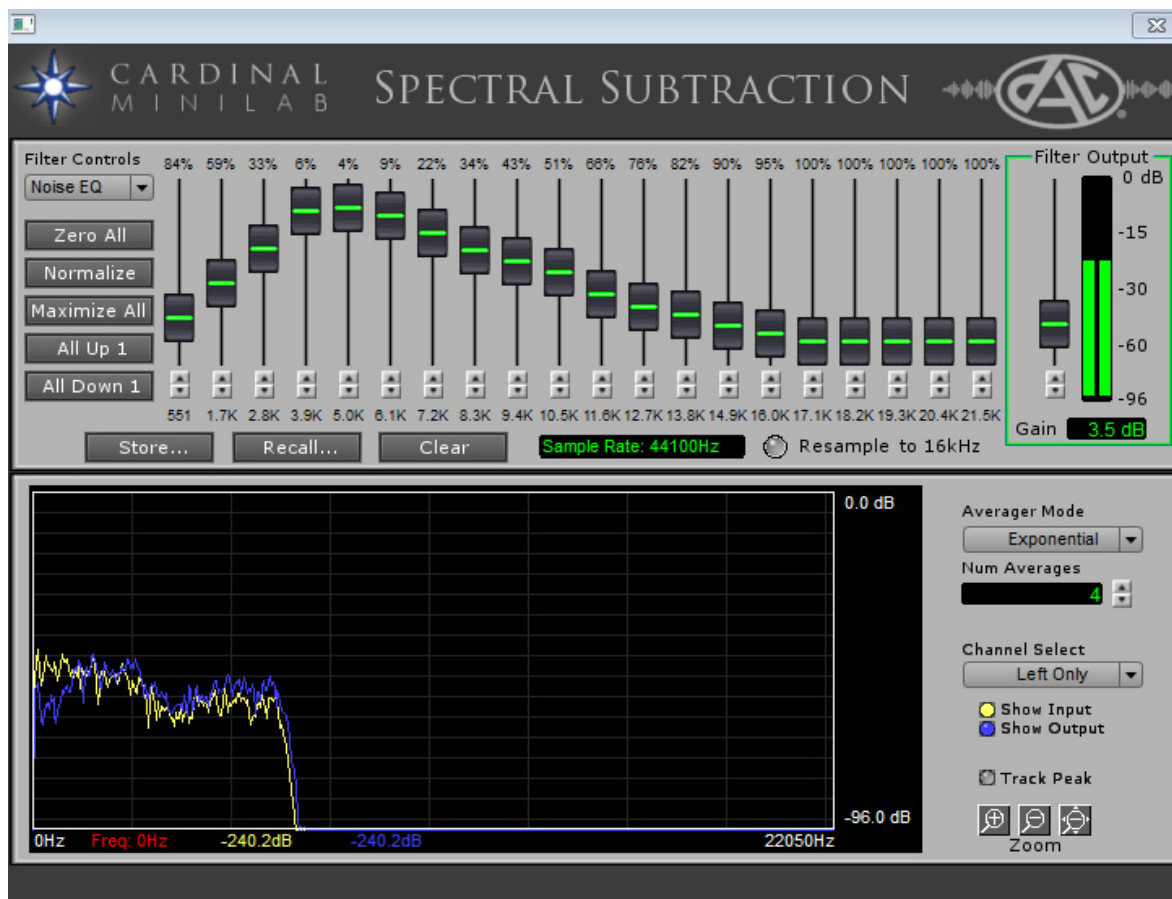 CARDINAL
MINILAB
SPECTRAL SUBTRACTION
DAC
Filter Controls
Noise EQ
Zero All
Normalize
Maximize All
All Up 1
All Down 1
84% 59% 33% 6% 4% 9% 22% 34% 43% 51% 66% 76% 82% 90% 95% 100% 100% 100% 100% 100%
551 1.7K 2.8K 3.9K 5.0K 6.1K 7.2K 8.3K 9.4K 10.5K 11.6K 12.7K 13.8K 14.9K 16.0K 17.1K 18.2K 19.3K 20.4K 21.5K
Store... Recall... Clear Sample Rate: 44100Hz Resample to 16kHz
Filter Output
0 dB
-15
-30
-60
-96
Gain 3.5 dB
0.0 dB
-96.0 dB
0Hz Freq: 0Hz -240.2dB -240.2dB 22050Hz
Averager Mode
Exponential
Num Averages
4
Channel Select
Left Only
Show Input
Show Output
Track Peak
Zoom